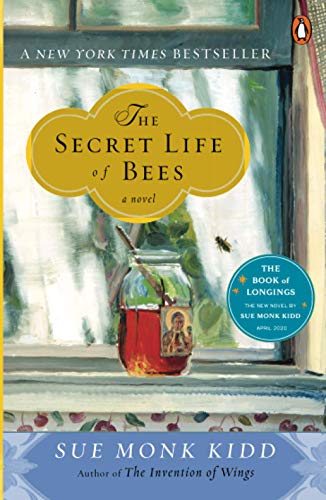 A NEW YORK TIMES BESTSELLER
THE
SECRET LIFE
of BEES
a novel
THE
BOOK of
LONGINGS
THE NEW NOVEL BY
SUE MONK KIDD
APRIL 2020
SUE MONK KIDD
Author of The Invention of Wings